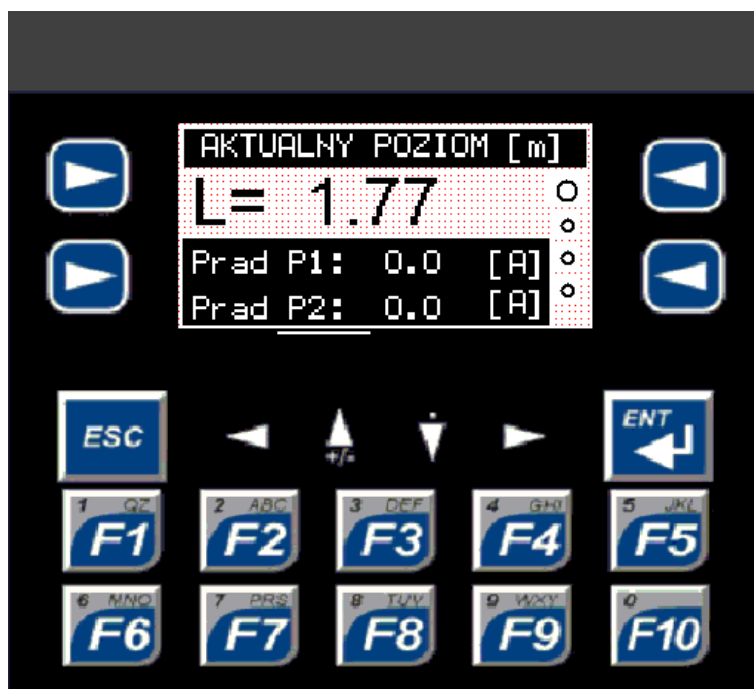 AKTUALNY POZIOM [m]
L= 1.77
Prad P1: 0.0 [A]
Prad P2: 0.0 [A]
ESC
+/-
ENT
1 QZ
F1
2 ABC
F2
3 DEF
F3
4 GHI
F4
5 JKL
F5
6 MNO
F6
7 PRS
F7
8 TUV
F8
9 WXY
F9
0
F10